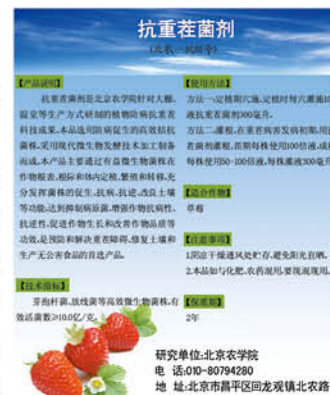 抗重茬菌剂
【产品说明】
抗重茬菌剂是北京农学院针对大棚、
温室等生产方式研制的植物防病抗重茬
科技成果。本品选用防病促生的高效拮抗
菌株,采用现代微生物发酵技术加工制备
而成。本产品主要通过有益微生物菌株在
作物根表、根际和体内定植、繁殖和转移,充
分发挥菌株的促生、抗病、抗逆、改良土壤
等功能,达到抑制病原菌、增强作物抗病性、
抗逆性、促进作物生长和改善作物品质等
功效,是预防和解决重茬障碍、修复土壤和
生产无公害食品的首选产品。
【技术指标】
芽孢杆菌、放线菌等高效微生物菌株,有
效活菌数≥10.0亿/克。
【使用方法】
方法一:定植期穴施,定植时每穴灌施10
液抗重茬菌剂300毫升。
方法二:灌根,在重茬病害发病初期,用抗
茬菌剂灌根,苗期每株使用100倍液,成
每株使用50-100倍液,每株灌液300毫升
【适合作物】
草莓
【注意事项】
1.阴凉干燥通风处贮存,避免阳光直晒。
2.本品如与化肥、农药混用,要现混现用。
【保质期】
2年
研究单位:北京农学院
电 话:010-80794280
地 址:北京市昌平区回龙观镇北农路